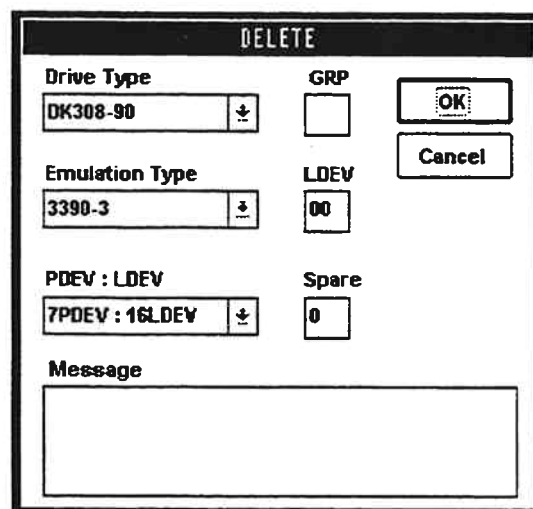 DELETE
Drive Type GRP
DK308-90 OK
Cancel
Emulation Type LDEV
3390-3 00
PDEV : LDEV Spare
7PDEV : 16LDEV 0
Message